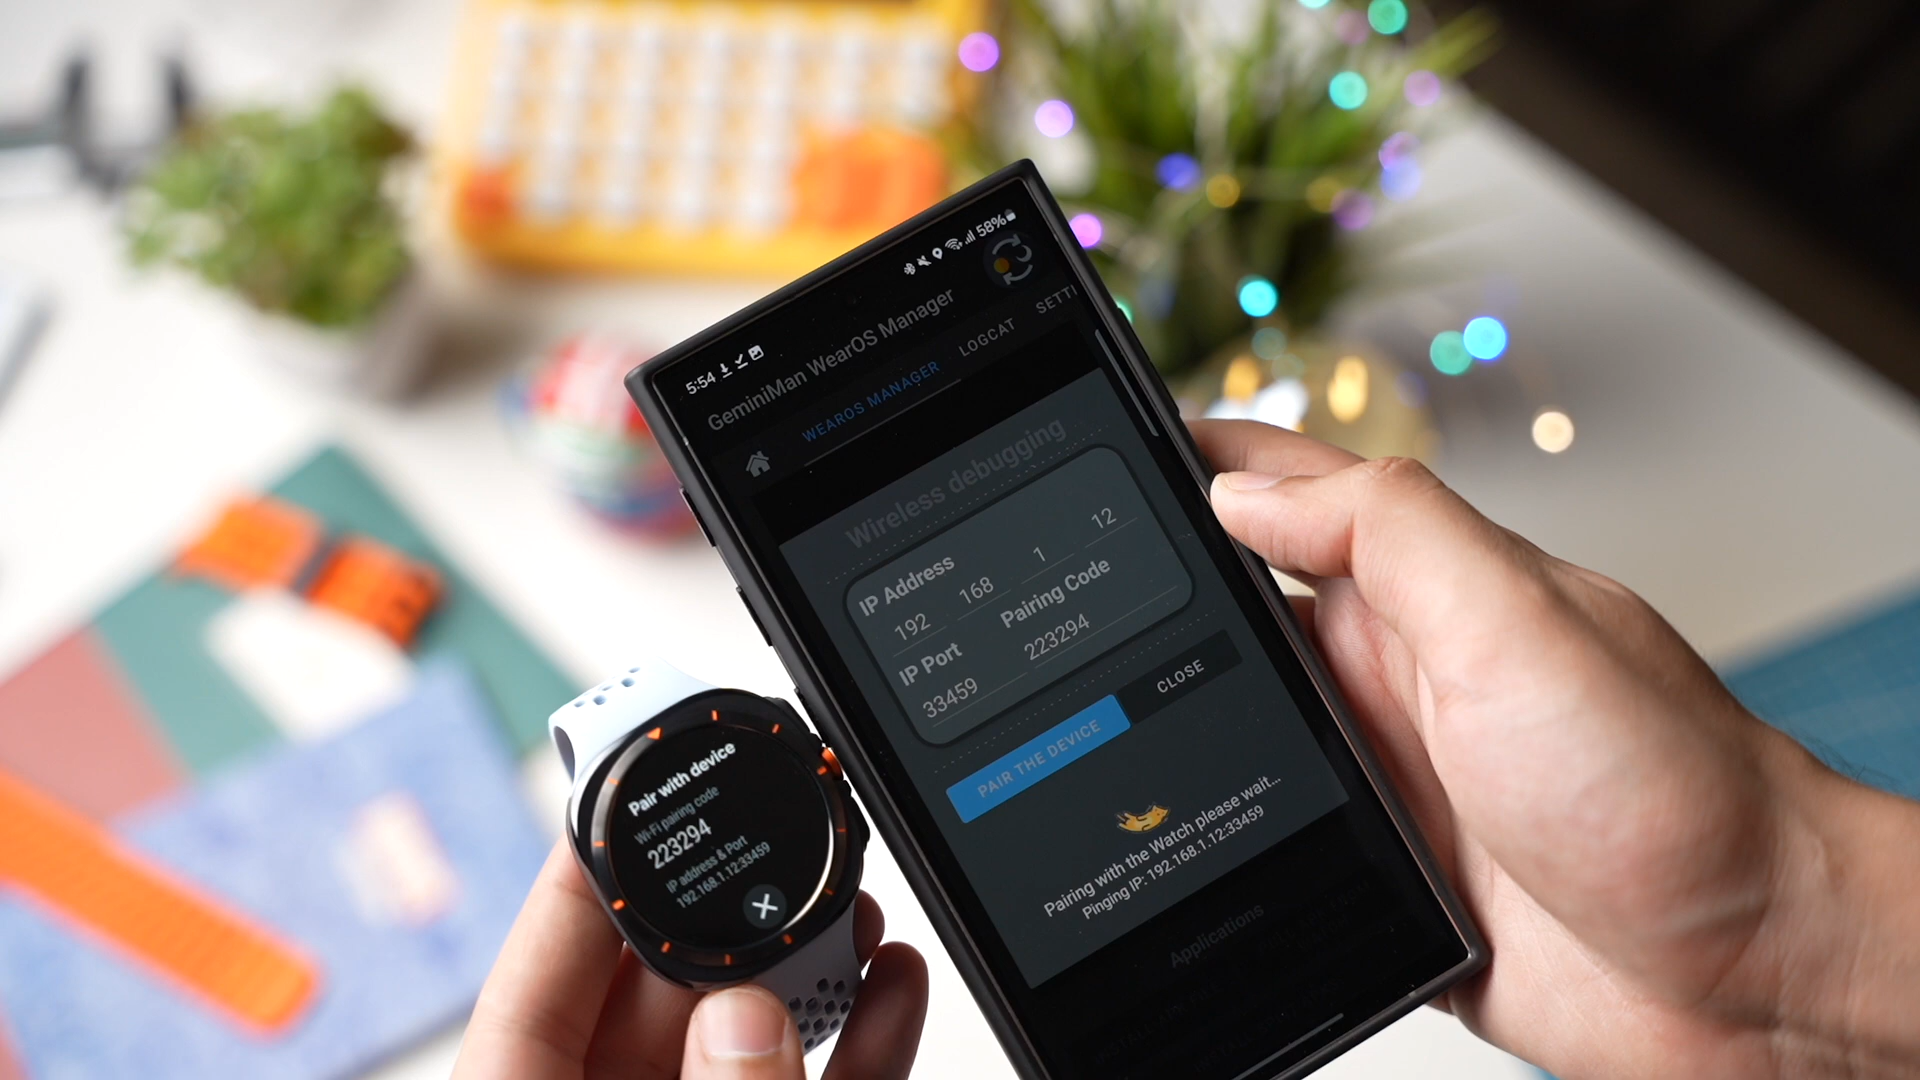 5:54
58%
GeminiMan WearOS Manager
WEAROS MANAGER
LOGCAT
SETTI
Wireless debugging
IP Address
192 168 1 12
IP Port
Pairing Code
33459
223294
PAIR THE DEVICE
CLOSE
Pairing with the Watch please wait...
Pinging IP: 192.168.1.12:33459
Applications
Pair with device
Wi-Fi pairing code
223294
IP address & Port
192.168.1.12:33459